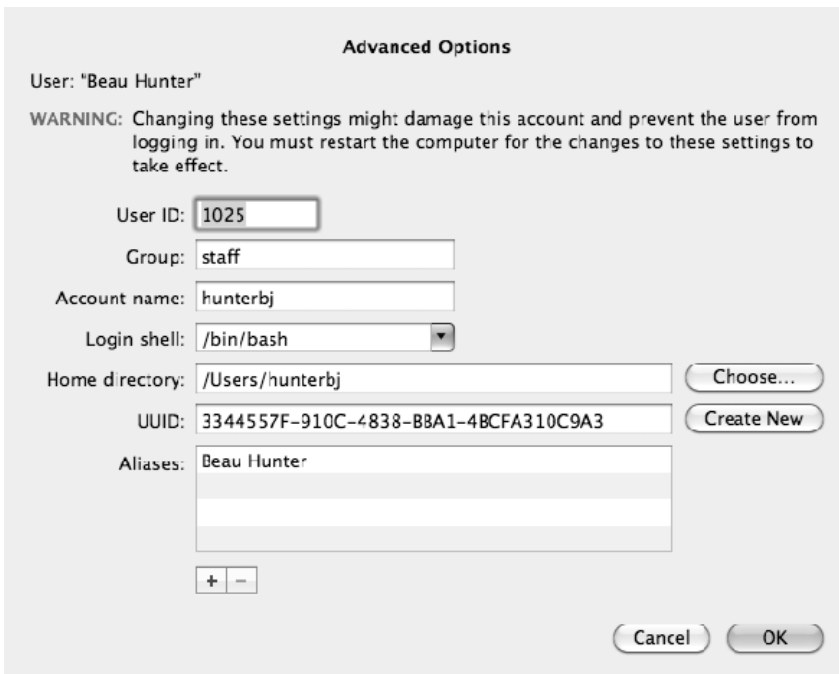 Advanced Options
User: "Beau Hunter"
WARNING: Changing these settings might damage this account and prevent the user from
logging in. You must restart the computer for the changes to these settings to
take effect.
User ID: 1025
Group: staff
Account name: hunterbj
Login shell: /bin/bash
Home directory: /Users/hunterbj Choose...
UUID: 3344557F-910C-4838-BBA1-4BCFA310C9A3 Create New
Aliases: Beau Hunter
+ -
Cancel OK